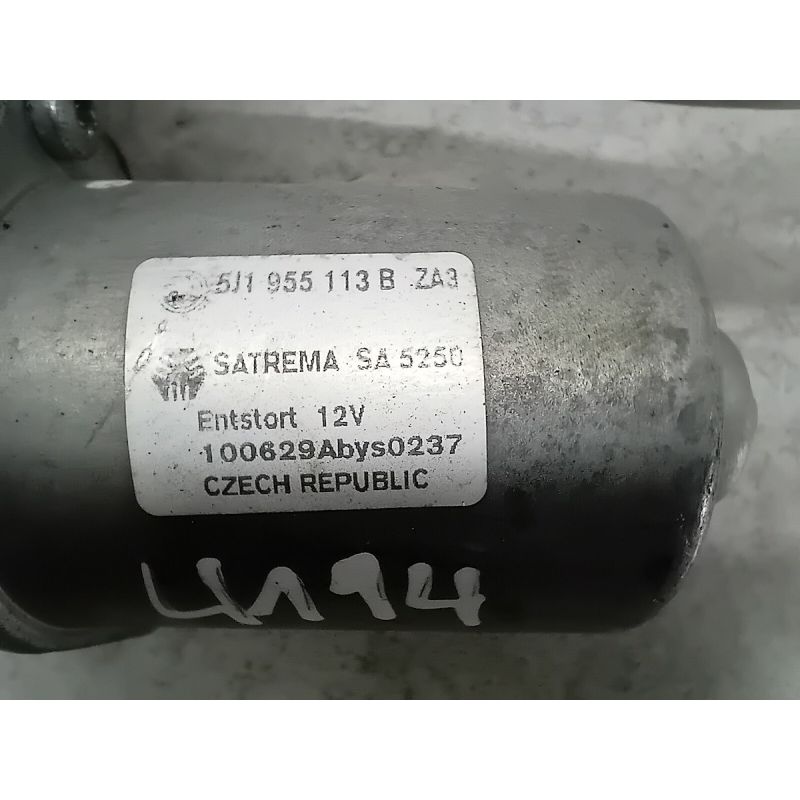 5J1 955 113 B ZA3
SATREMA SA 5250
Entstort 12V
100629Abys0237
CZECH REPUBLIC
4194